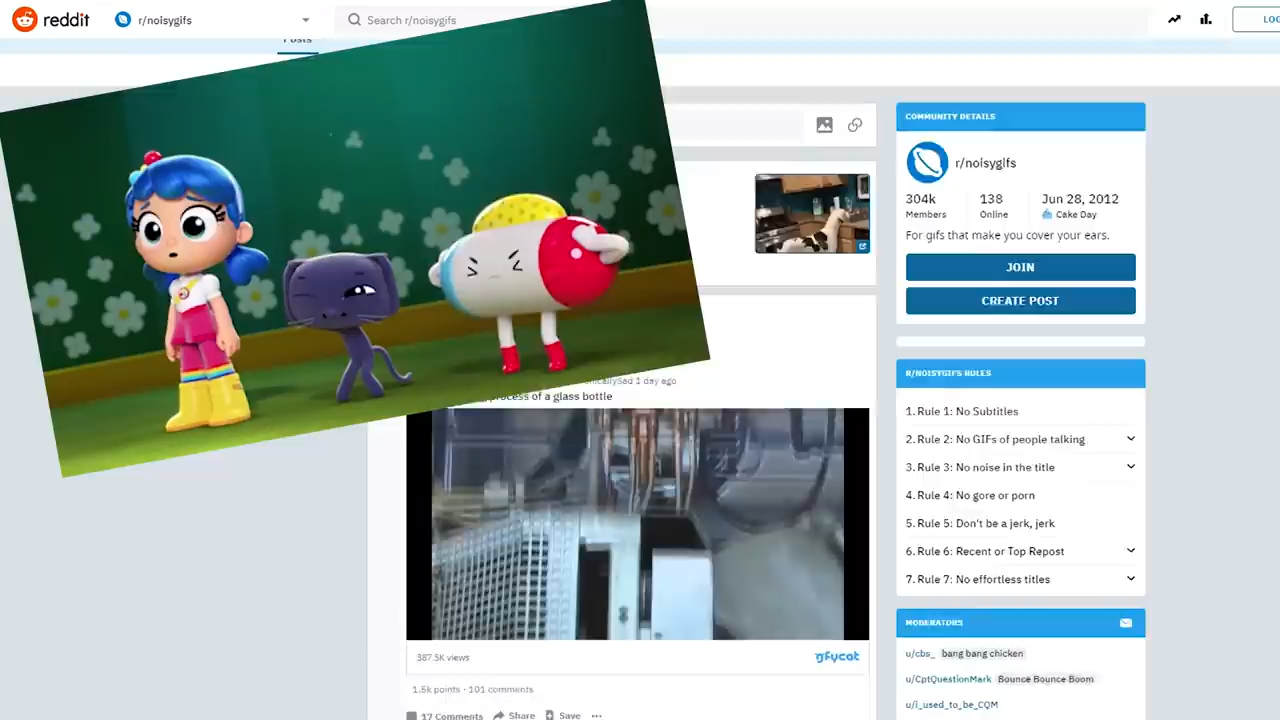 reddit
r/noisygifs
Search r/noisygifs
Posts
COMMUNITY DETAILS
r/noisygifs
304k
Members
138
Online
Jun 28, 2012
Cake Day
For gifs that make you cover your ears.
JOIN
CREATE POST
1 day ago
process of a glass bottle
R/NOISYGIFS RULES
1. Rule 1: No Subtitles
2. Rule 2: No GIFs of people talking
3. Rule 3: No noise in the title
4. Rule 4: No gore or porn
5. Rule 5: Don't be a jerk, jerk
6. Rule 6: Recent or Top Repost
7. Rule 7: No effortless titles
387.5K views
gfycat
1.5k points · 101 comments
17 Comments
Share
Save
MODERATORS
u/cbs_ bang bang chicken
u/CptQuestionMark Bounce Bounce Boom
u/i_used_to_be_CQM